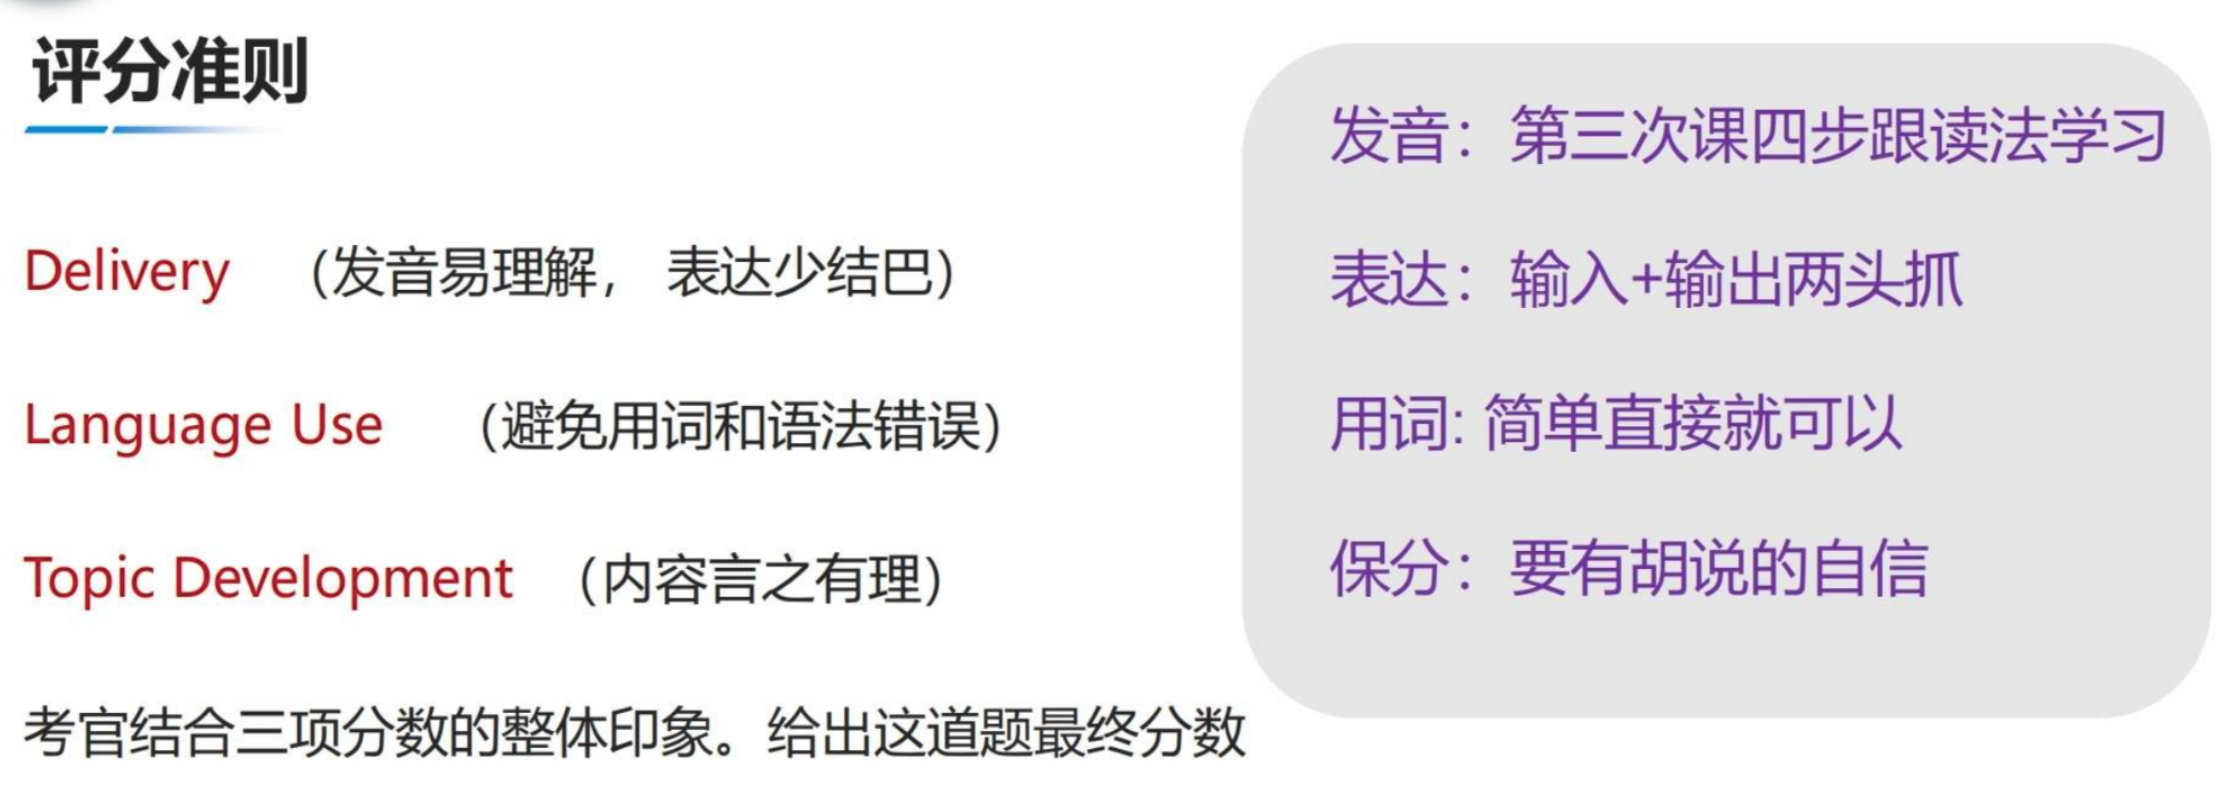 评分准则
Delivery （发音易理解， 表达少结巴）
Language Use （避免用词和语法错误）
Topic Development （内容言之有理）
考官结合三项分数的整体印象。给出这道题最终分数
发音：第三次课四步跟读法学习
表达：输入+输出两头抓
用词: 简单直接就可以
保分：要有胡说的自信